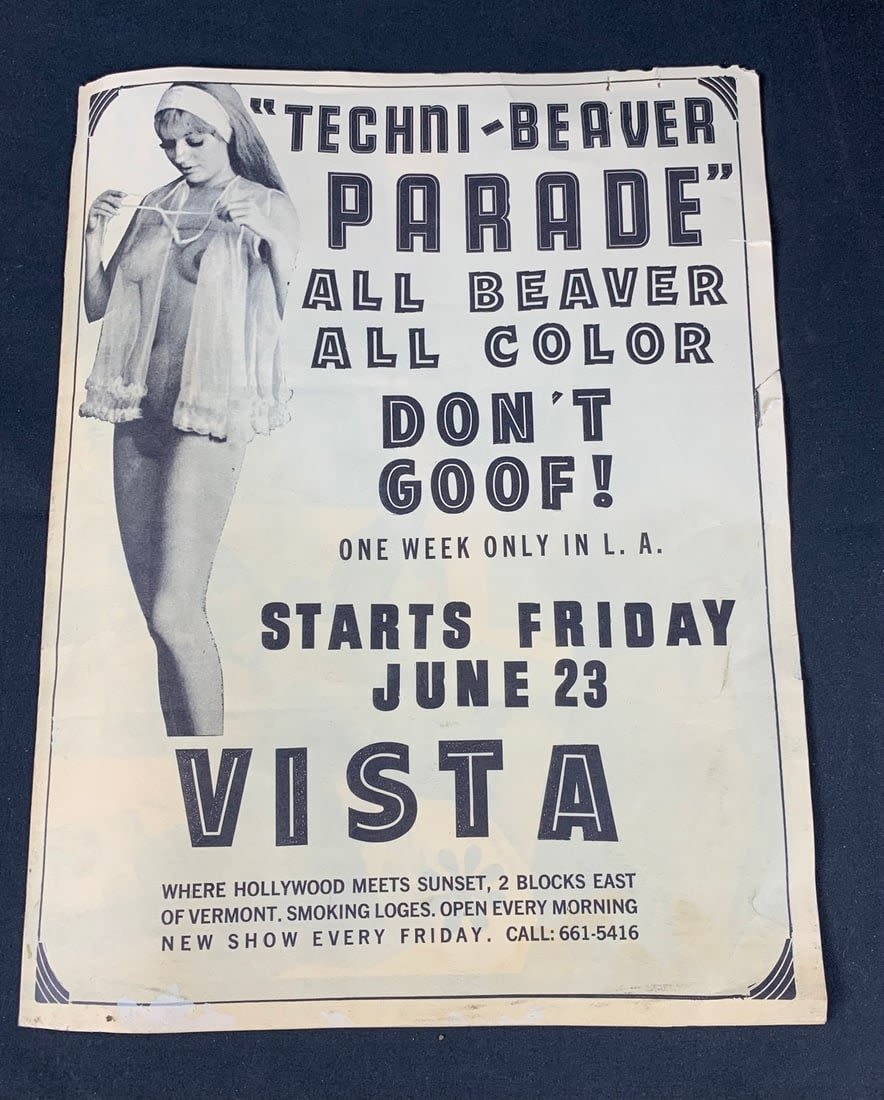 "TECHNI-BEAVER
PARADE"
ALL BEAVER
ALL COLOR
DON'T
GOOF!
ONE WEEK ONLY IN L. A.
STARTS FRIDAY
JUNE 23
VISTA
WHERE HOLLYWOOD MEETS SUNSET, 2 BLOCKS EAST
OF VERMONT. SMOKING LOGES. OPEN EVERY MORNING
NEW SHOW EVERY FRIDAY. CALL: 661-5416